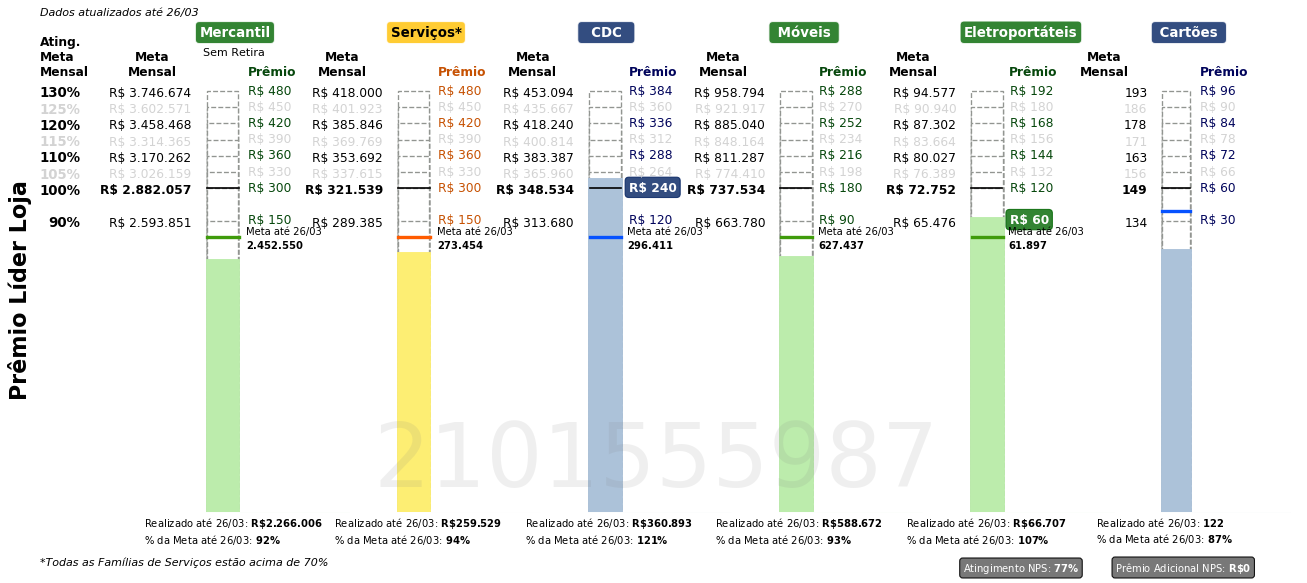 Dados atualizados até 26/03
Mercantil Serviços* CDC Móveis Eletroportáteis Cartões
Sem Retira
Ating. Meta Mensal Meta Mensal Prêmio Meta Mensal Prêmio Meta Mensal Prêmio Meta Mensal Prêmio Meta Mensal Prêmio Meta Mensal Prêmio
130% R$ 3.746.674 R$ 480 R$ 418.000 R$ 480 R$ 453.094 R$ 384 R$ 958.794 R$ 288 R$ 94.577 R$ 192 193 R$ 96
125% R$ 3.602.571 R$ 450 R$ 401.923 R$ 450 R$ 435.667 R$ 360 R$ 921.917 R$ 270 R$ 90.940 R$ 180 186 R$ 90
120% R$ 3.458.468 R$ 420 R$ 385.846 R$ 420 R$ 418.240 R$ 336 R$ 885.040 R$ 252 R$ 87.302 R$ 168 178 R$ 84
115% R$ 3.314.365 R$ 390 R$ 369.769 R$ 390 R$ 400.814 R$ 312 R$ 848.164 R$ 234 R$ 83.664 R$ 156 171 R$ 78
110% R$ 3.170.262 R$ 360 R$ 353.692 R$ 360 R$ 383.387 R$ 288 R$ 811.287 R$ 216 R$ 80.027 R$ 144 163 R$ 72
105% R$ 3.026.159 R$ 330 R$ 337.615 R$ 330 R$ 365.960 R$ 264 R$ 774.410 R$ 198 R$ 76.389 R$ 132 156 R$ 66
100% R$ 2.882.057 R$ 300 R$ 321.539 R$ 300 R$ 348.534 R$ 240 R$ 737.534 R$ 180 R$ 72.752 R$ 120 149 R$ 60
90% R$ 2.593.851 R$ 150 R$ 289.385 R$ 150 R$ 313.680 R$ 120 R$ 663.780 R$ 90 R$ 65.476 R$ 60 134 R$ 30
Meta até 26/03 Meta até 26/03 Meta até 26/03 Meta até 26/03 Meta até 26/03
2.452.550 273.454 296.411 627.437 61.897
Prêmio Líder Loja
2101555987
Realizado até 26/03: R$2.266.006 Realizado até 26/03: R$259.529 Realizado até 26/03: R$360.893 Realizado até 26/03: R$588.672 Realizado até 26/03: R$66.707 Realizado até 26/03: 122
% da Meta até 26/03: 92% % da Meta até 26/03: 94% % da Meta até 26/03: 121% % da Meta até 26/03: 93% % da Meta até 26/03: 107% % da Meta até 26/03: 87%
*Todas as Famílias de Serviços estão acima de 70%
Atingimento NPS: 77% Prêmio Adicional NPS: R$0